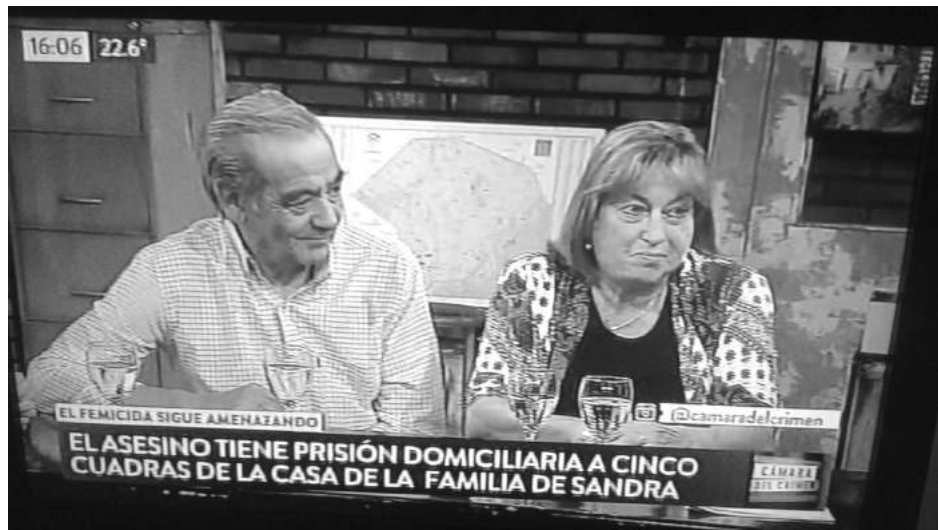 16:06 22.6°
EL FEMICIDA SIGUE AMENAZANDO
@camaradelcrimen
EL ASESINO TIENE PRISIÓN DOMICILIARIA A CINCO
CUADRAS DE LA CASA DE LA FAMILIA DE SANDRA
CÁMARA
DEL CRIMEN